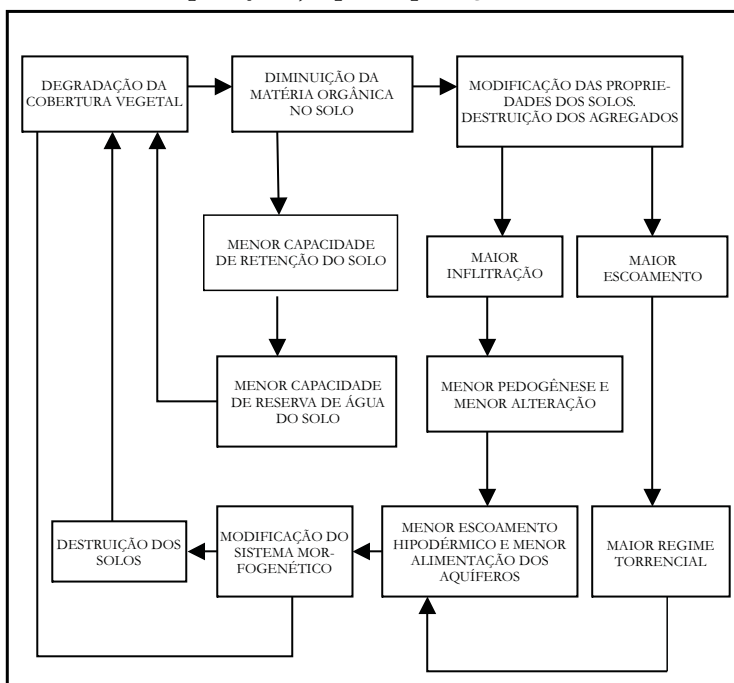 DEGRADAÇÃO DA
COBERTURA VEGETAL
DIMINUIÇÃO DA
MATÉRIA ORGÂNICA
NO SOLO
MODIFICAÇÃO DAS PROPRIE-
DADES DOS SOLOS.
DESTRUIÇÃO DOS AGREGADOS
MENOR CAPACIDADE
DE RETENÇÃO DO SOLO
MAIOR
INFLITRAÇÃO
MAIOR
ESCOAMENTO
MENOR CAPACIDADE
DE RESERVA DE ÁGUA
DO SOLO
MENOR PEDOGÊNESE E
MENOR ALTERAÇÃO
DESTRUIÇÃO DOS
SOLOS
MODIFICAÇÃO DO
SISTEMA MOR-
FOGENÉTICO
MENOR ESCOAMENTO
HIPODÉRMICO E MENOR
ALIMENTAÇÃO DOS
AQUÍFEROS
MAIOR REGIME
TORRENCIAL